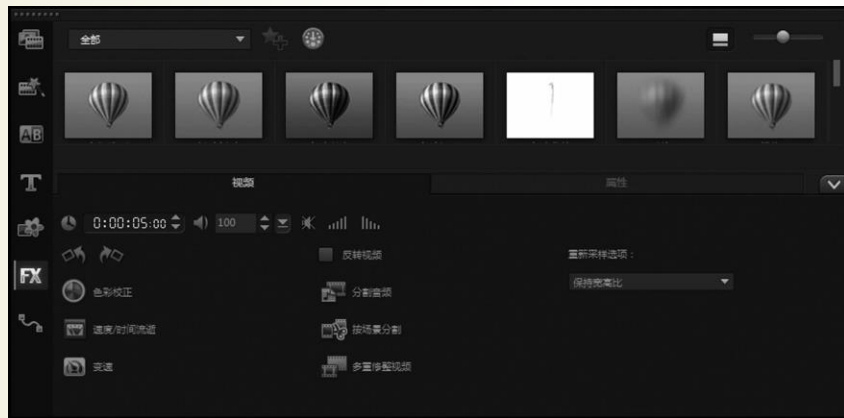 全部
AB
T
FX
视频
属性
0:00:05:00
100
反转视频
重新采样选项：
色彩校正
分割音频
保持宽高比
速度/时间流逝
按场景分割
变速
多重修整视频